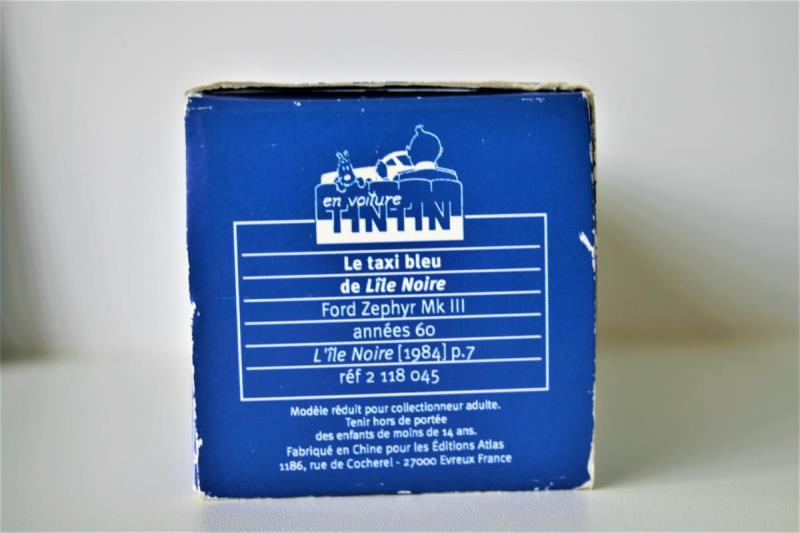 en voiture
TINTIN
Le taxi bleu
de L'île Noire
Ford Zephyr Mk III
années 60
L'île Noire [1984] p.7
réf 2 118 045
Modèle réduit pour collectionneur adulte.
Tenir hors de portée
des enfants de moins de 14 ans.
Fabriqué en Chine pour les Éditions Atlas
1186, rue de Cocherel - 27000 Evreux France